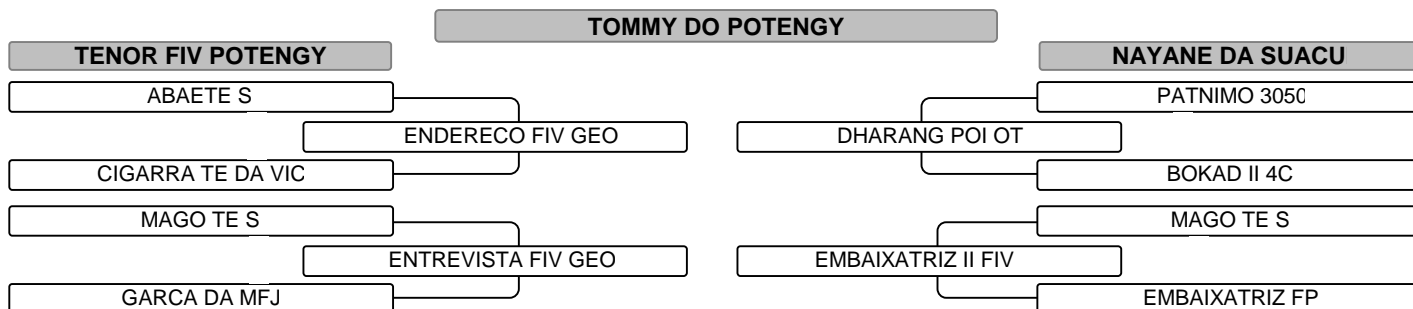 TOMMY DO POTENGY
TENOR FIV POTENGY
NAYANE DA SUACU
ABAETE S
PATNIMO 3050
ENDERECO FIV GEO
DHARANG POI OT
CIGARRA TE DA VIC
BOKAD II 4C
MAGO TE S
MAGO TE S
ENTREVISTA FIV GEO
EMBAIXATRIZ II FIV
GARCA DA MFJ
EMBAIXATRIZ FP